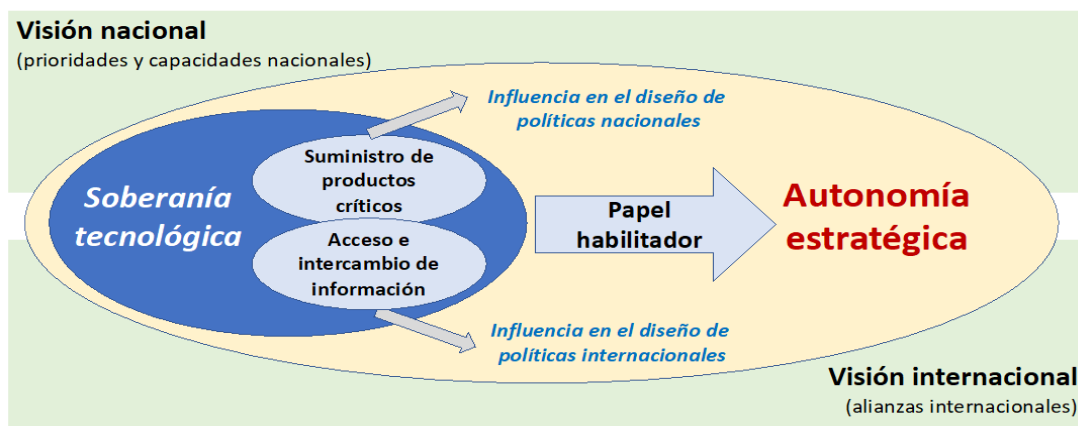 Visión nacional
(prioridades y capacidades nacionales)
Influencia en el diseño de
políticas nacionales
Suministro de
productos
críticos
Soberanía
tecnológica
Acceso e
intercambio de
información
Papel
habilitador
Autonomía
estratégica
Influencia en el diseño de
políticas internacionales
Visión internacional
(alianzas internacionales)